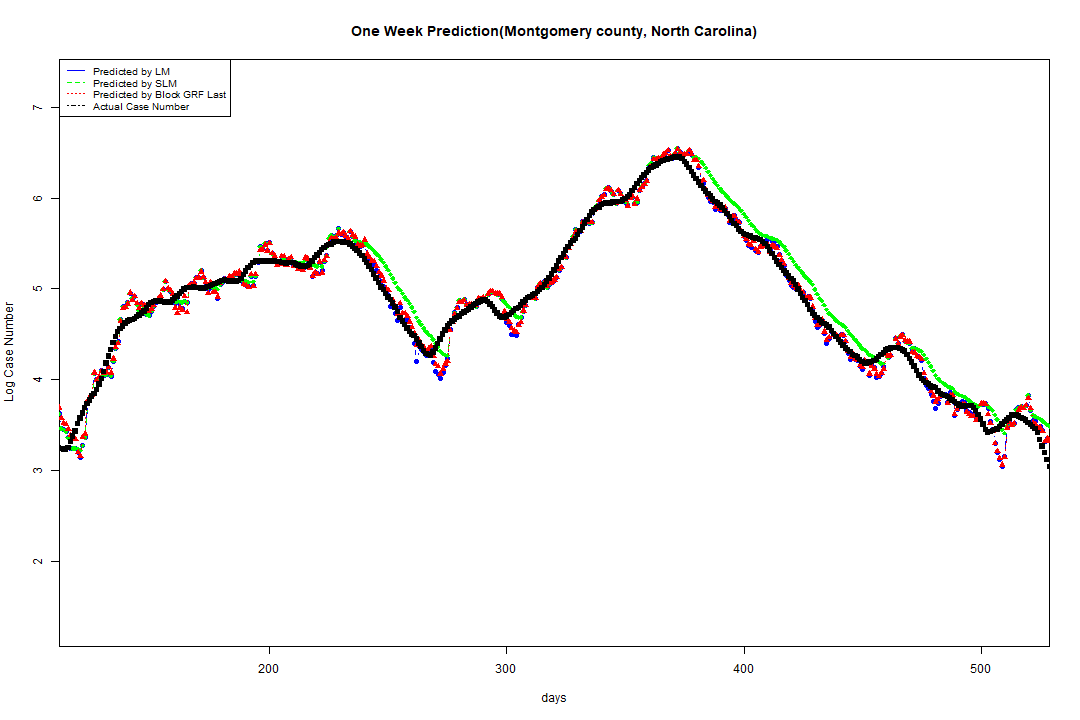 One Week Prediction(Montgomery county, North Carolina)
Predicted by LM
Predicted by SLM
Predicted by Block GRF Last
Actual Case Number
7
6
5
4
3
2
Log Case Number
200 300 400 500
days